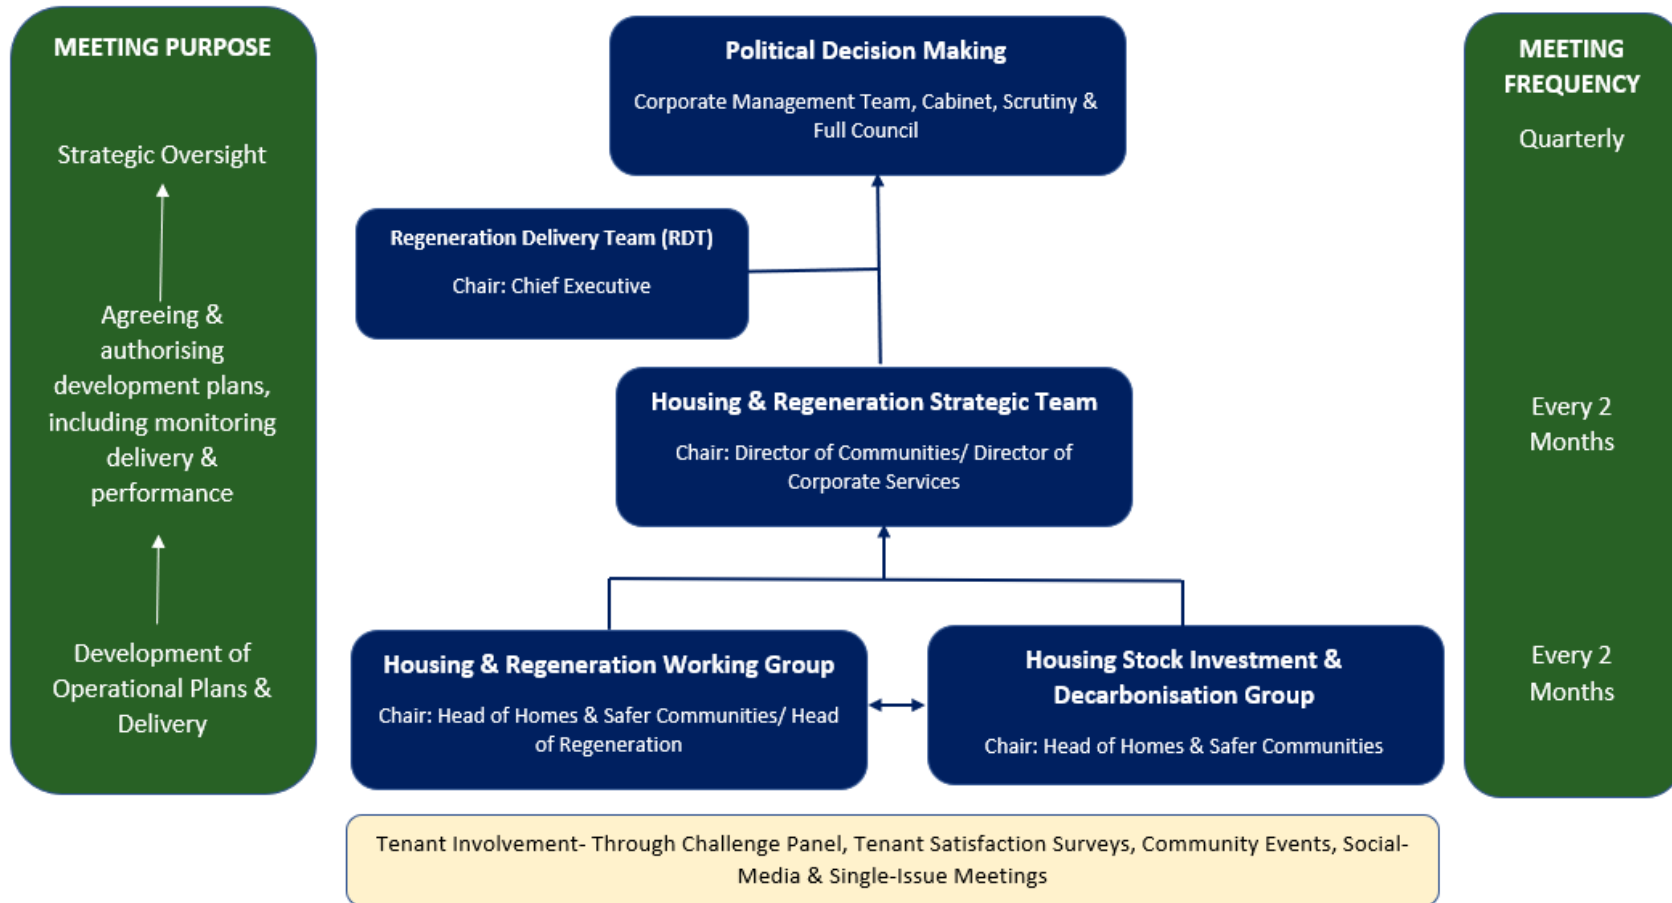 MEETING PURPOSE
Strategic Oversight
Agreeing &
authorising
development plans,
including monitoring
delivery &
performance
Development of
Operational Plans &
Delivery
Political Decision Making
Corporate Management Team, Cabinet, Scrutiny &
Full Council
Regeneration Delivery Team (RDT)
Chair: Chief Executive
Housing & Regeneration Strategic Team
Chair: Director of Communities/ Director of
Corporate Services
Housing & Regeneration Working Group
Chair: Head of Homes & Safer Communities/ Head
of Regeneration
Housing Stock Investment &
Decarbonisation Group
Chair: Head of Homes & Safer Communities
MEETING
FREQUENCY
Quarterly
Every 2
Months
Every 2
Months
Tenant Involvement- Through Challenge Panel, Tenant Satisfaction Surveys, Community Events, Social-
Media & Single-Issue Meetings